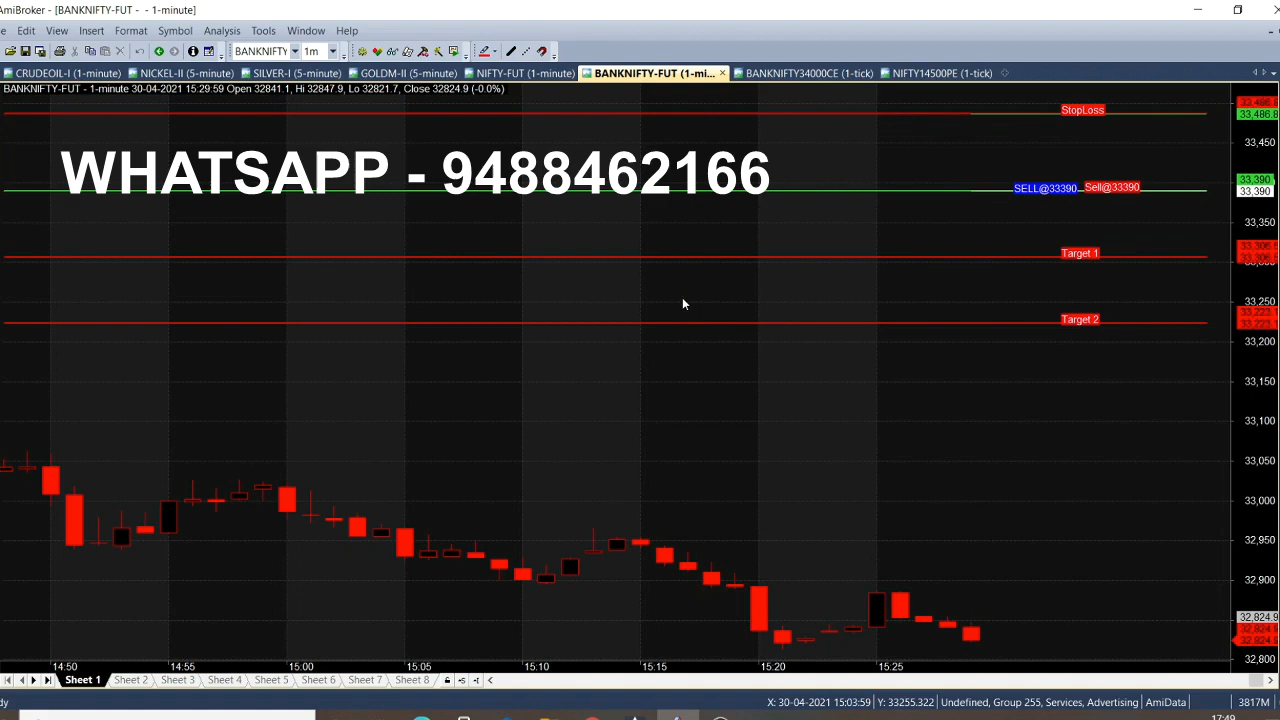 AmiBroker - [BANKNIFTY-FUT - - 1-minute]
Edit View Insert Format Symbol Analysis Tools Window Help
BANKNIFTY 1m
CRUDEOIL-I (1-minute) NICKEL-II (5-minute) SILVER-I (5-minute) GOLDM-II (5-minute) NIFTY-FUT (1-minute) BANKNIFTY-FUT (1-mi... BANKNIFTY34000CE (1-tick) NIFTY14500PE (1-tick)
BANKNIFTY-FUT - 1-minute 30-04-2021 15:29:59 Open 32841.1, Hi 32847.9, Lo 32821.7, Close 32824.9 (-0.0%)
StopLoss
33,486.8
33,450
WHATSAPP - 9488462166
33,390
SELL@33390 Sell@33390
33,390
33,350
Target 1
33,250
Target 2
33,200
33,150
33,100
33,050
33,000
32,950
32,900
32,824.9
32,800
14:50 14:55 15:00 15:05 15:10 15:15 15:20 15:25
Sheet 1 Sheet 2 Sheet 3 Sheet 4 Sheet 5 Sheet 6 Sheet 7 Sheet 8
X: 30-04-2021 15:03:59 Y: 33255.322 Undefined, Group 255, Services, Advertising AmiData 3817M